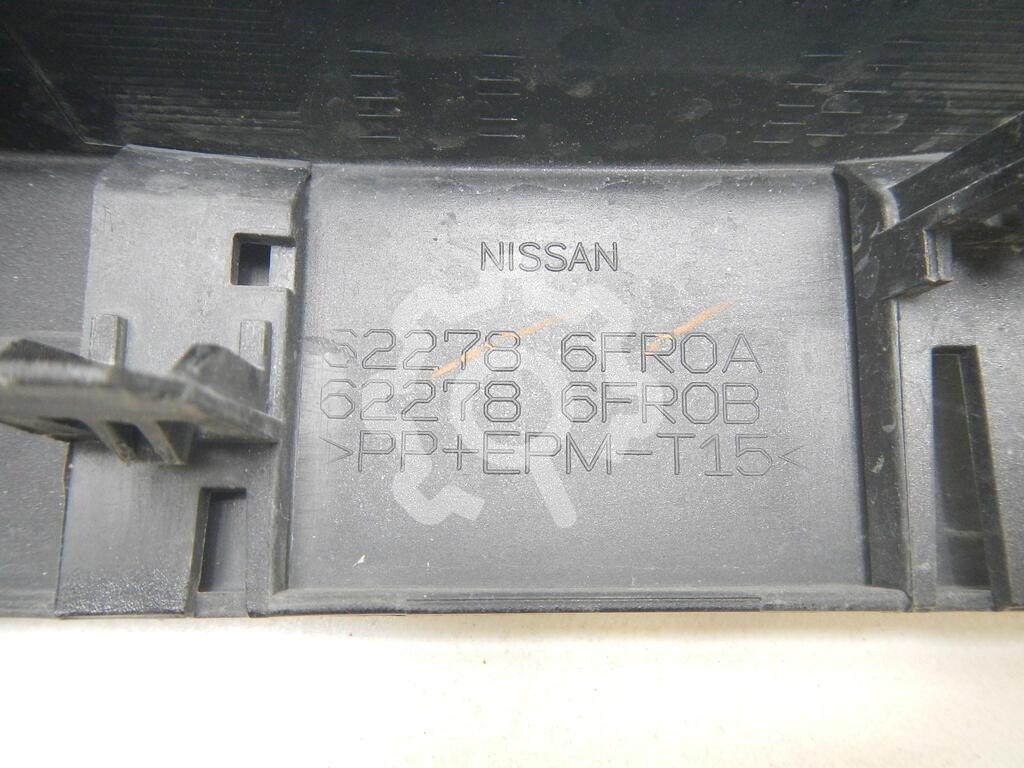 NISSAN
62278 6FR0A
62278 6FR0B
>PP+EPM-T15<